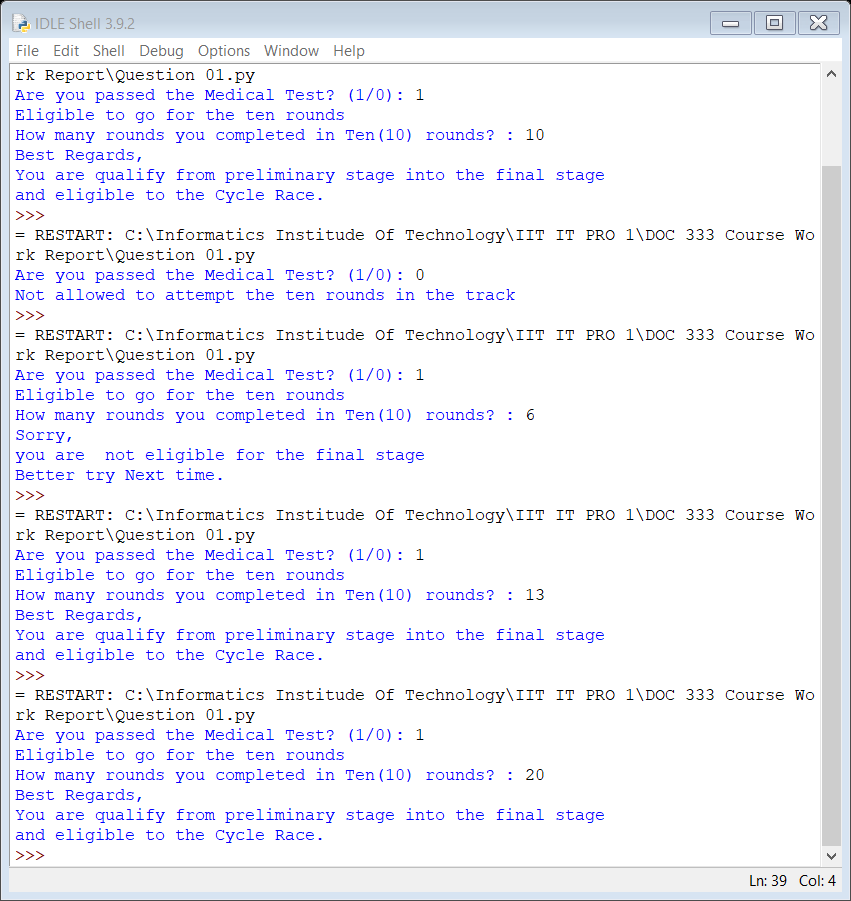 IDLE Shell 3.9.2
File Edit Shell Debug Options Window Help
rk Report\Question 01.py
Are you passed the Medical Test? (1/0): 1
Eligible to go for the ten rounds
How many rounds you completed in Ten(10) rounds? : 10
Best Regards,
You are qualify from preliminary stage into the final stage
and eligible to the Cycle Race.
>>>
= RESTART: C:\Informatics Institude Of Technology\IIT IT PRO 1\DOC 333 Course Wo
rk Report\Question 01.py
Are you passed the Medical Test? (1/0): 0
Not allowed to attempt the ten rounds in the track
>>>
= RESTART: C:\Informatics Institude Of Technology\IIT IT PRO 1\DOC 333 Course Wo
rk Report\Question 01.py
Are you passed the Medical Test? (1/0): 1
Eligible to go for the ten rounds
How many rounds you completed in Ten(10) rounds? : 6
Sorry,
you are  not eligible for the final stage
Better try Next time.
>>>
= RESTART: C:\Informatics Institude Of Technology\IIT IT PRO 1\DOC 333 Course Wo
rk Report\Question 01.py
Are you passed the Medical Test? (1/0): 1
Eligible to go for the ten rounds
How many rounds you completed in Ten(10) rounds? : 13
Best Regards,
You are qualify from preliminary stage into the final stage
and eligible to the Cycle Race.
>>>
= RESTART: C:\Informatics Institude Of Technology\IIT IT PRO 1\DOC 333 Course Wo
rk Report\Question 01.py
Are you passed the Medical Test? (1/0): 1
Eligible to go for the ten rounds
How many rounds you completed in Ten(10) rounds? : 20
Best Regards,
You are qualify from preliminary stage into the final stage
and eligible to the Cycle Race.
>>>
Ln: 39 Col: 4